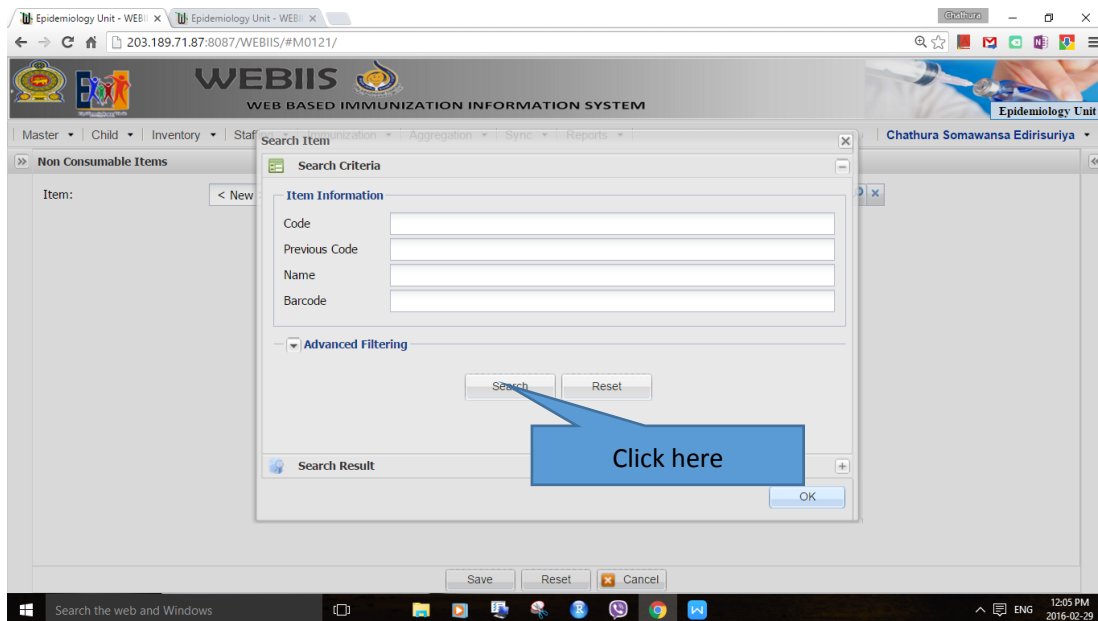 Epidemiology Unit - WEBII
Epidemiology Unit - WEBII
Chathura
203.189.71.87:8087/WEBIIS/#M0121/
WEBIIS
WEB BASED IMMUNIZATION INFORMATION SYSTEM
Epidemiology Unit
Master Child Inventory Staffing Immunization Aggregation Sync Reports Chathura Somawansa Edirisuriya
Non Consumable Items
Item: < New
Search Item
Search Criteria
Item Information
Code
Previous Code
Name
Barcode
Advanced Filtering
Search Reset
Click here
Search Result
OK
Save Reset Cancel
Search the web and Windows
ENG 12:05 PM
2016-02-29